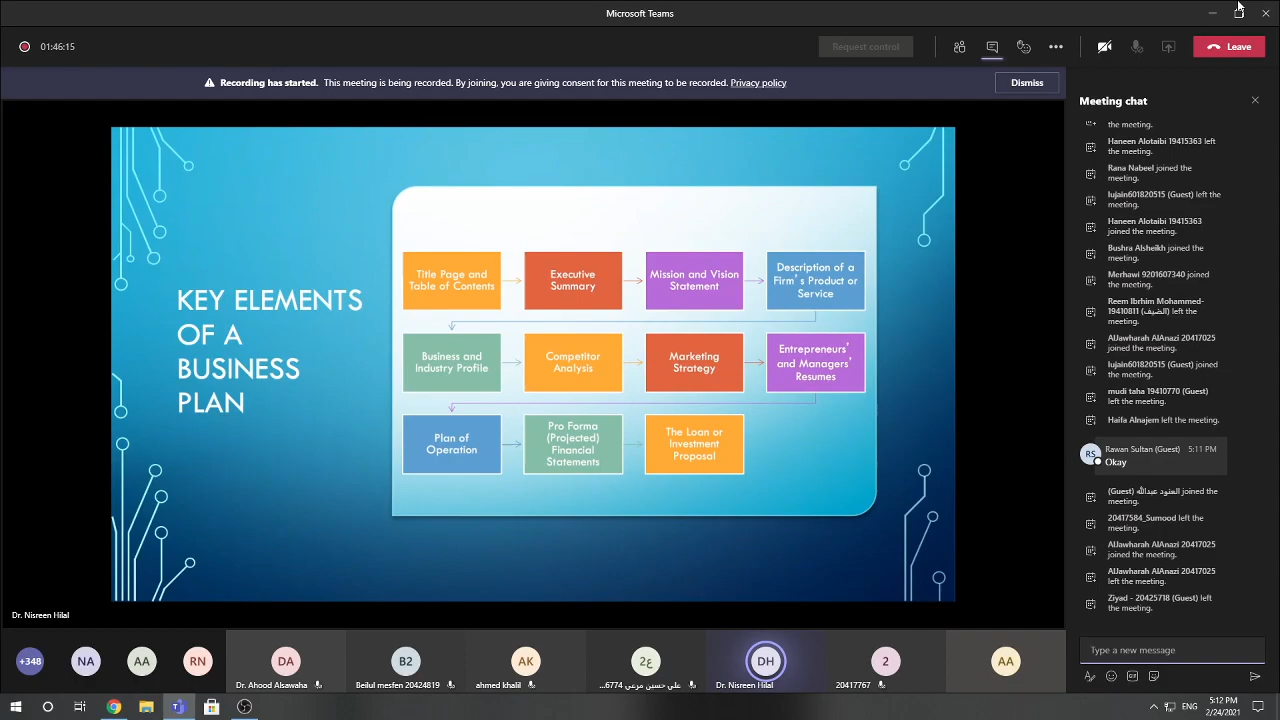 Microsoft Teams
01:46:15
Request control
Leave
Recording has started. This meeting is being recorded. By joining, you are giving consent for this meeting to be recorded. Privacy policy
Dismiss
KEY ELEMENTS
OF A
BUSINESS
PLAN
Title Page and
Table of Contents
Executive
Summary
Mission and Vision
Statement
Description of a
Firm’s Product or
Service
Business and
Industry Profile
Competitor
Analysis
Marketing
Strategy
Entrepreneurs’
and Managers’
Resumes
Plan of
Operation
Pro Forma
(Projected)
Financial
Statements
The Loan or
Investment
Proposal
Dr. Nisreen Hilal
Meeting chat
the meeting.
Haneen Alotaibi 19415363 left
the meeting.
Rana Nabeel joined the
meeting.
lujain601820515 (Guest) left the
meeting.
Haneen Alotaibi 19415363
joined the meeting.
Bushra Alsheikh joined the
meeting.
Merhawi 9201607340 joined
the meeting.
Reem Ibrhim Mohammed-
19410811 (الضيف) left the
meeting.
AlJawharah AlAnazi 20417025
joined the meeting.
lujain601820515 (Guest) joined
the meeting.
mudi taha 19410770 (Guest)
left the meeting.
Haifa Alnajem left the meeting.
RS
Rawan Sultan (Guest) 5:11 PM
Okay
(Guest) العنود عبدالله joined the
meeting.
20417584_Sumood left the
meeting.
AlJawharah AlAnazi 20417025
joined the meeting.
AlJawharah AlAnazi 20417025
left the meeting.
Ziyad - 20425718 (Guest) left
the meeting.
Type a new message
+348
NA
AA
RN
DA
Dr. Ahood Alsawaha
B2
Beilul mesfen 20424819
AK
ahmed khalil
ع2
علي حسين مرعي 6774...
DH
Dr. Nisreen Hilal
2
20417767
AA
ENG
5:12 PM
2/24/2021